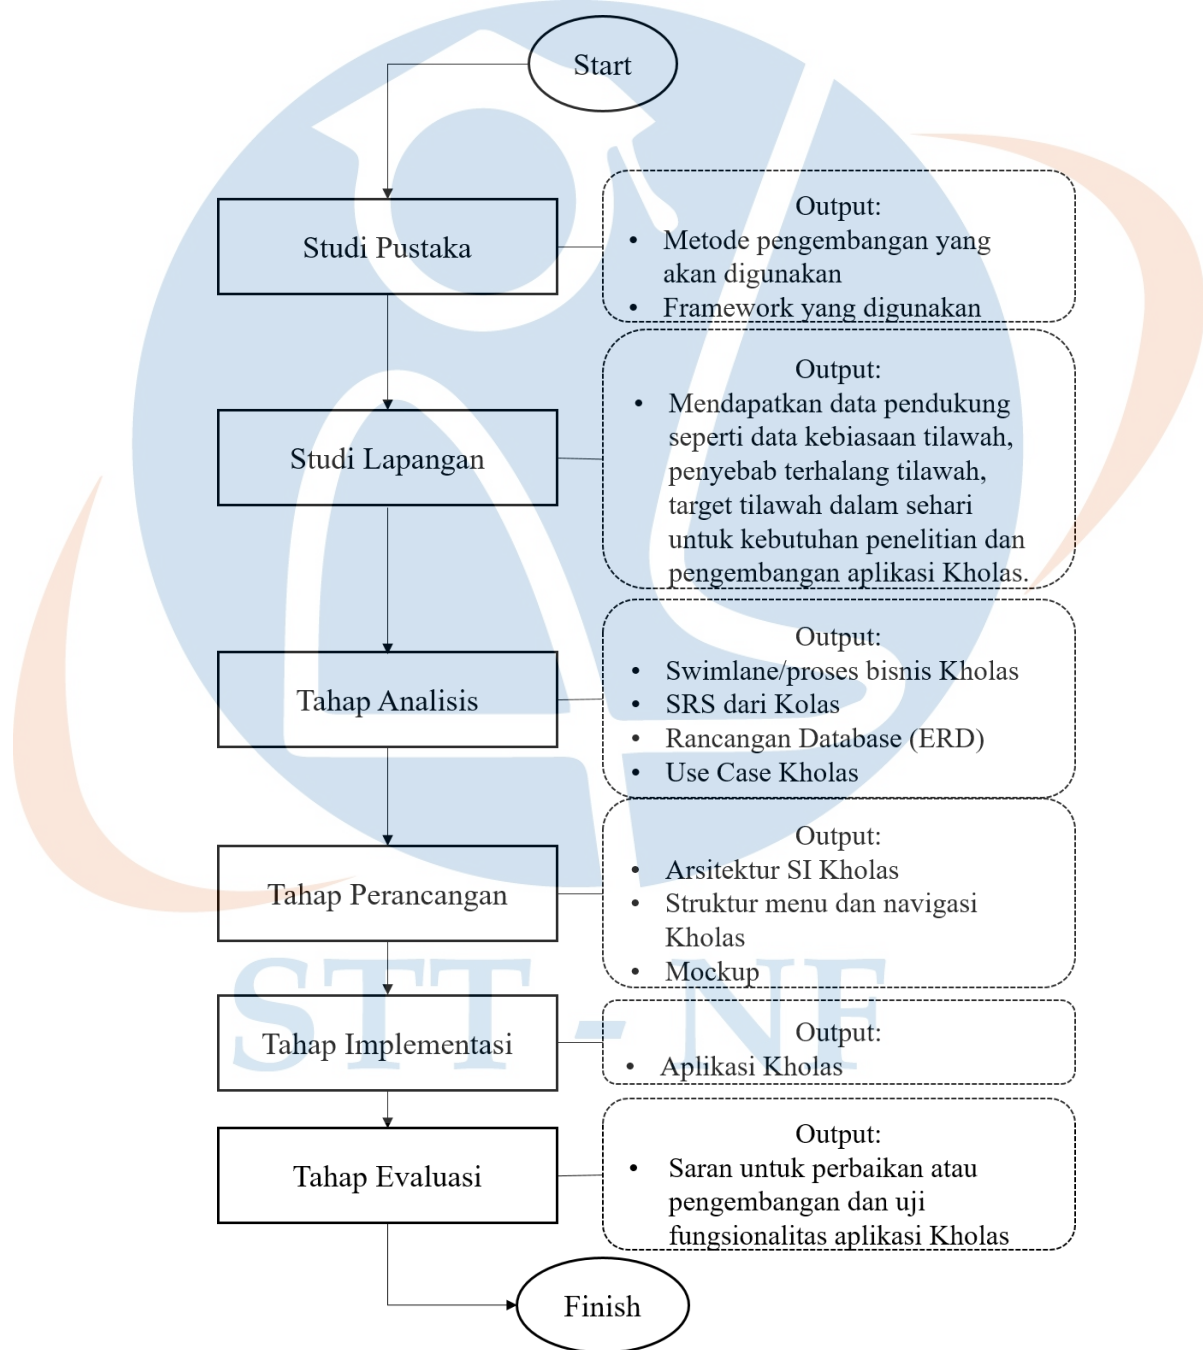 Start
Studi Pustaka
Output:
• Metode pengembangan yang
akan digunakan
• Framework yang digunakan
Studi Lapangan
Output:
• Mendapatkan data pendukung
seperti data kebiasaan tilawah,
penyebab terhalang tilawah,
target tilawah dalam sehari
untuk kebutuhan penelitian dan
pengembangan aplikasi Kholas.
Tahap Analisis
Output:
• Swimlane/proses bisnis Kholas
• SRS dari Kolas
• Rancangan Database (ERD)
• Use Case Kholas
Tahap Perancangan
Output:
• Arsitektur SI Kholas
• Struktur menu dan navigasi
Kholas
• Mockup
STT - NF
Tahap Implementasi
Output:
• Aplikasi Kholas
Tahap Evaluasi
Output:
• Saran untuk perbaikan atau
pengembangan dan uji
fungsionalitas aplikasi Kholas
Finish